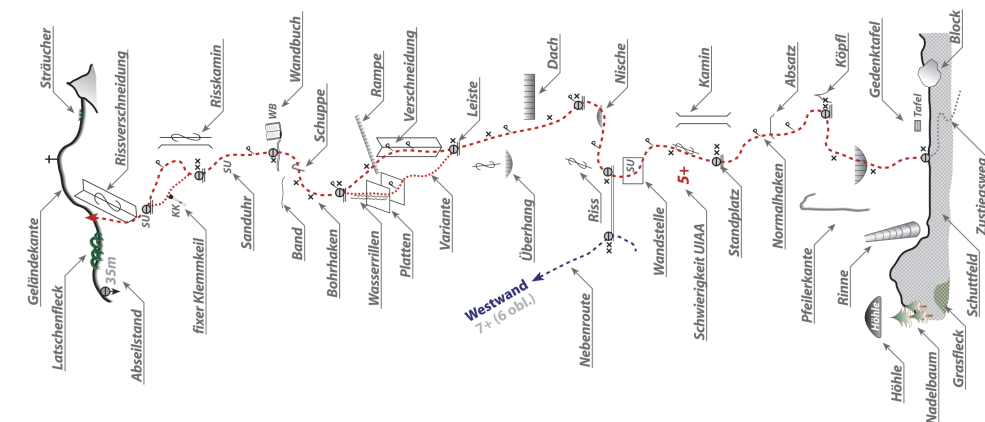 Sträucher
Rissverschneidung
Geländekante
Latschenfleck
35m
Abseilstand
SU
KK
fixer Klemmkeil
Risskamin
SU
Sanduhr
WB
Wandbuch
Schuppe
Band
Bohrhaken
Rampe
Verschneidung
Wasserrillen
Platten
Variante
Leiste
Dach
Überhang
Nische
Riss
Westwand
7+ (6 obl.)
Nebenroute
SU
Wandstelle
5+
Schwierigkeit UIAA
Kamin
Standplatz
Absatz
Normalhaken
Köpfl
Pfeilerkante
Rinne
Gedenktafel
Tafel
Block
Höhle
Höhle
Nadelbaum
Grasfleck
Schuttfeld
Zustiegsweg